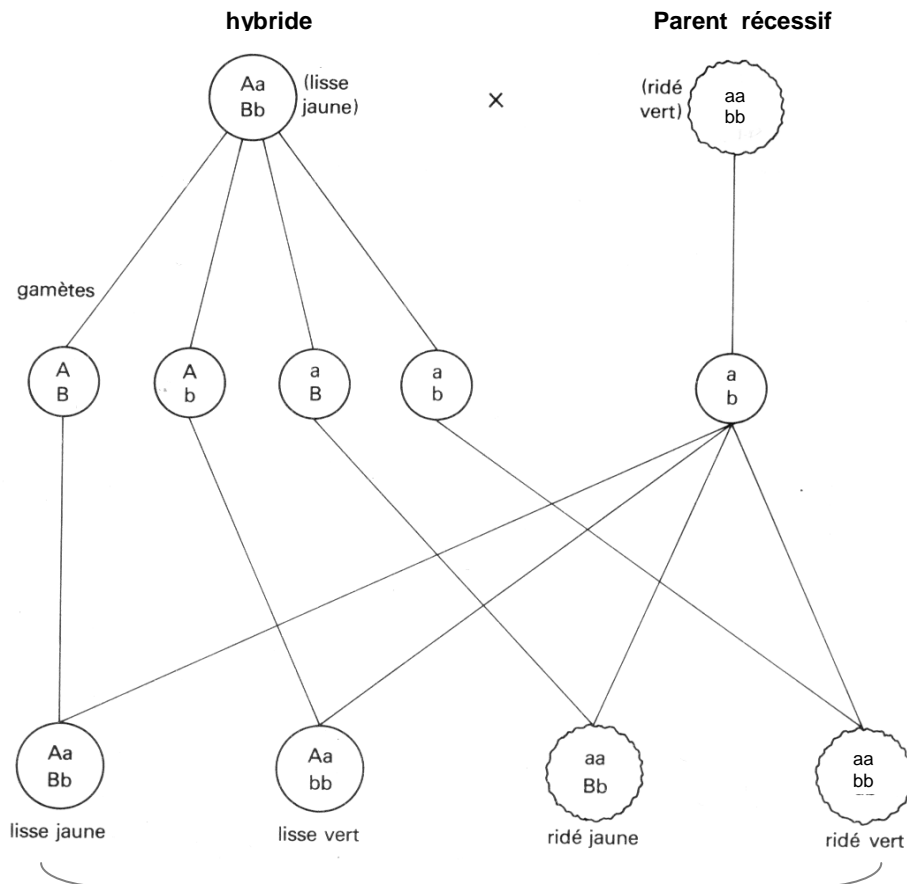 hybride
Parent récessif
Aa
Bb
(lisse
jaune)
×
(ridé
vert)
aa
bb
gamètes
A
B
A
b
a
B
a
b
a
b
Aa
Bb
Aa
bb
aa
Bb
aa
bb
lisse jaune
lisse vert
ridé jaune
ridé vert